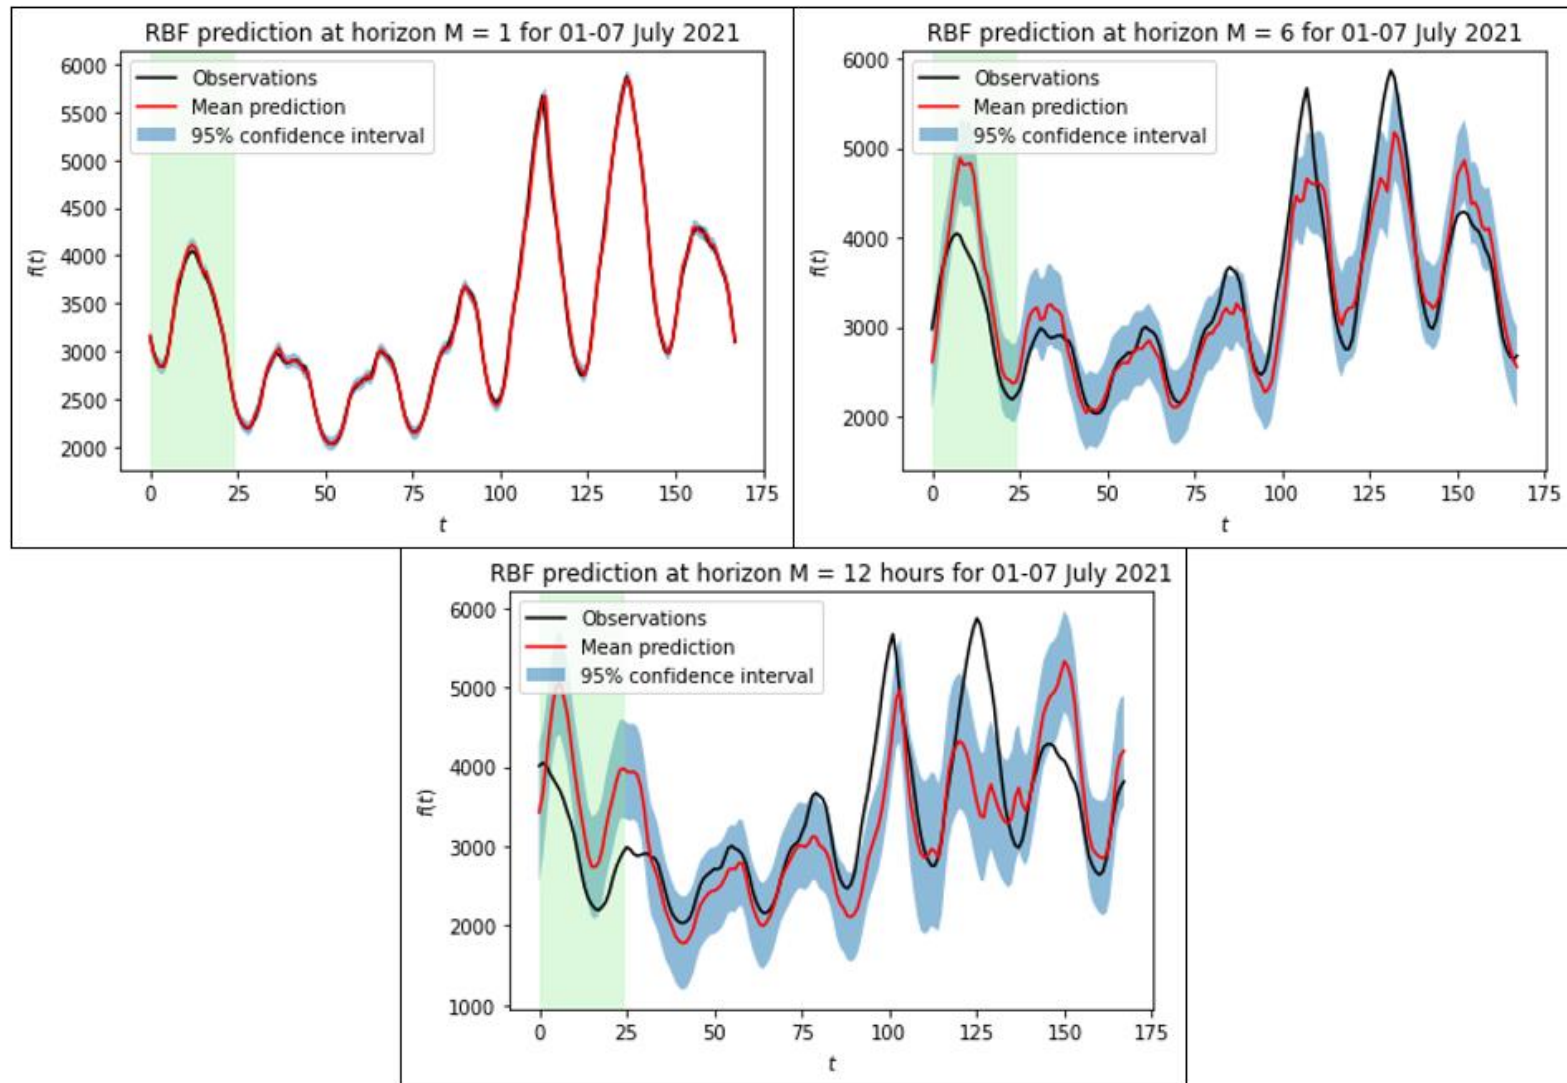 RBF prediction at horizon M = 1 for 01-07 July 2021
6000
5500
5000
4500
4000
3500
3000
2500
2000
f(t)
Observations
Mean prediction
95% confidence interval
0
25
50
75
100
125
150
175
t
RBF prediction at horizon M = 6 for 01-07 July 2021
6000
5000
4000
3000
2000
f(t)
Observations
Mean prediction
95% confidence interval
0
25
50
75
100
125
150
175
t
RBF prediction at horizon M = 12 hours for 01-07 July 2021
6000
5000
4000
3000
2000
1000
f(t)
Observations
Mean prediction
95% confidence interval
0
25
50
75
100
125
150
175
t